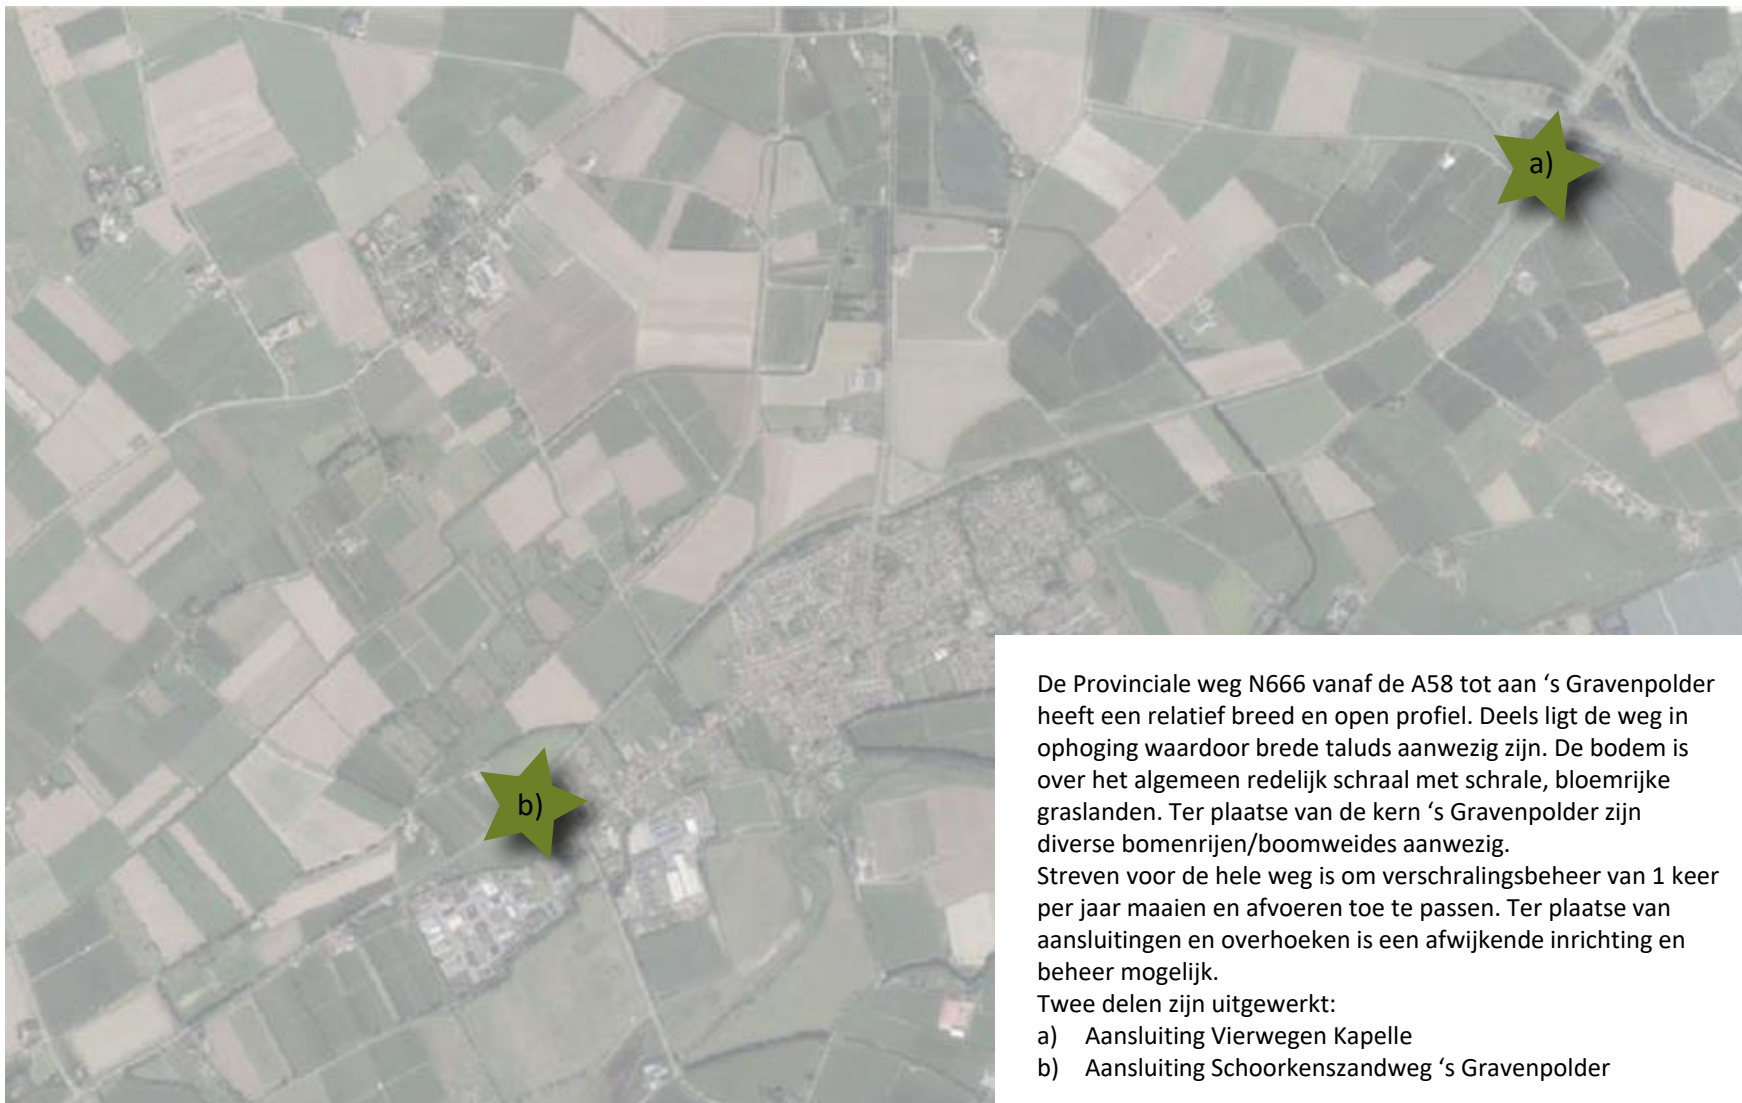 a)
b)
De Provinciale weg N666 vanaf de A58 tot aan ‘s Gravenpolder
heeft een relatief breed en open profiel. Deels ligt de weg in
ophoging waardoor brede taluds aanwezig zijn. De bodem is
over het algemeen redelijk schraal met schrale, bloemrijke
graslanden. Ter plaatse van de kern ‘s Gravenpolder zijn
diverse bomenrijen/boomweides aanwezig.
Streven voor de hele weg is om verschralingsbeheer van 1 keer
per jaar maaien en afvoeren toe te passen. Ter plaatse van
aansluitingen en overhoeken is een afwijkende inrichting en
beheer mogelijk.
Twee delen zijn uitgewerkt:
a) Aansluiting Vierwegen Kapelle
b) Aansluiting Schoorkenszandweg ‘s Gravenpolder